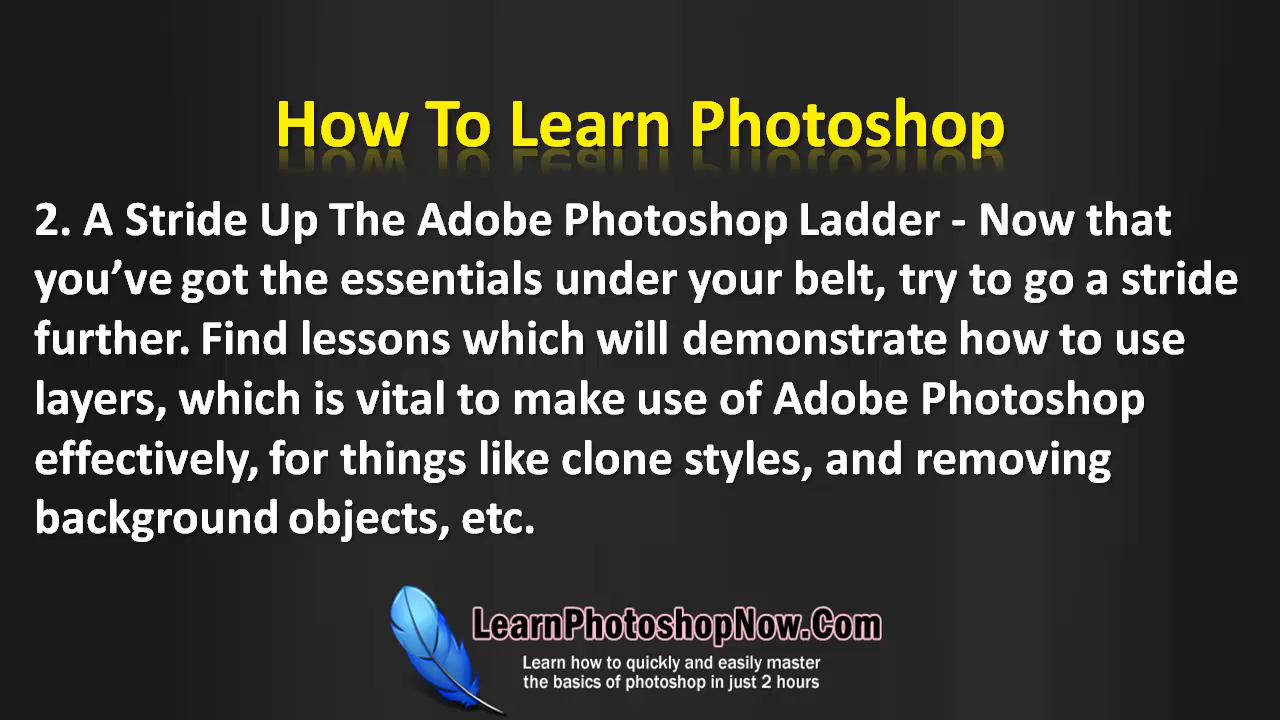 How To Learn Photoshop
2. A Stride Up The Adobe Photoshop Ladder - Now that
you’ve got the essentials under your belt, try to go a stride
further. Find lessons which will demonstrate how to use
layers, which is vital to make use of Adobe Photoshop
effectively, for things like clone styles, and removing
background objects, etc.
LearnPhotoshopNow.Com
Learn how to quickly and easily master
the basics of photoshop in just 2 hours